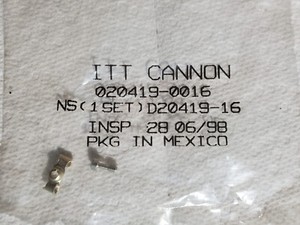 ITT CANNON
020419-0016
NS(1SET)D20419-16
INSP 28 06/98
PKG IN MEXICO